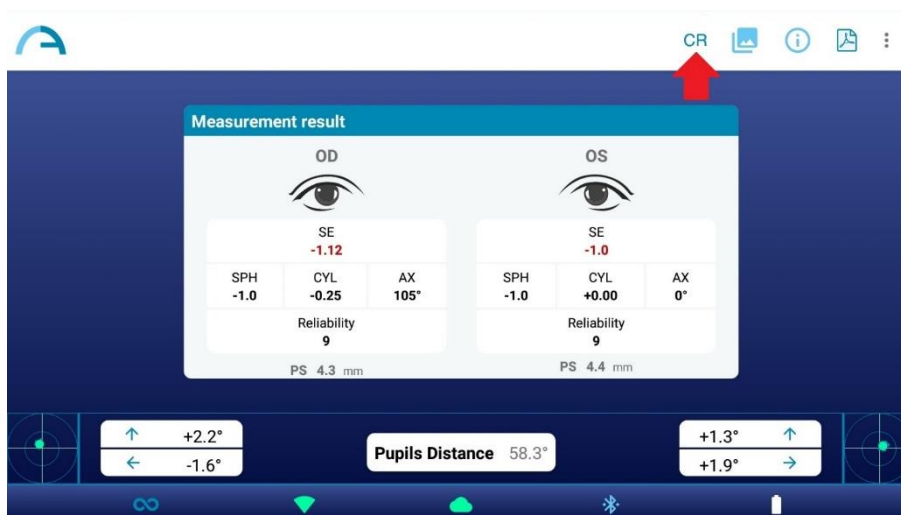 CR
Measurement result
OD
OS
SE
-1.12
SE
-1.0
SPH CYL AX
-1.0 -0.25 105°
SPH CYL AX
-1.0 +0.00 0°
Reliability
9
Reliability
9
PS 4.3 mm
PS 4.4 mm
+2.2°
-1.6°
Pupils Distance 58.3°
+1.3°
+1.9°